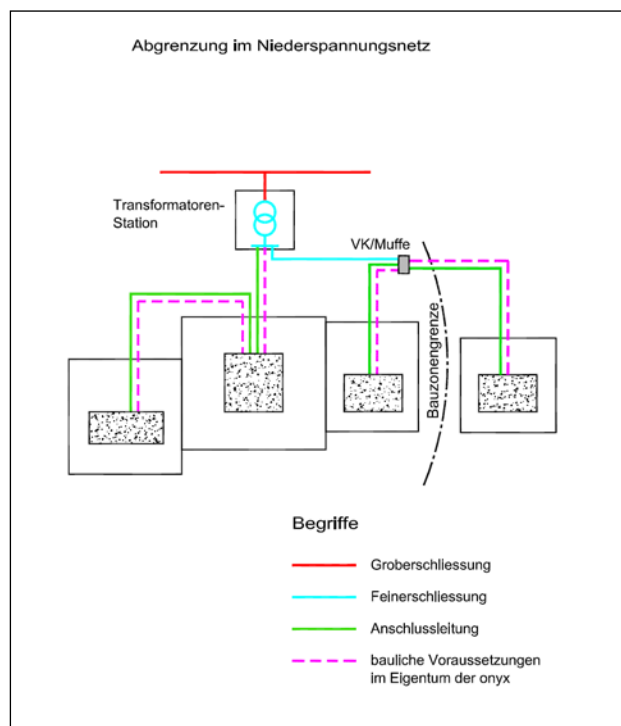 Abgrenzung im Niederspannungsnetz
Transformatoren-
Station
VK/Muffe
Bauzonengrenze
Begriffe
Groberschliessung
Feinerschliessung
Anschlussleitung
bauliche Voraussetzungen
im Eigentum der onyx